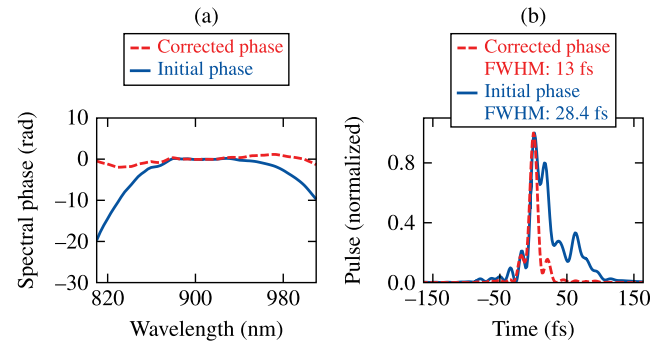 (a)
Corrected phase
Initial phase
Spectral phase (rad)
10
0
−10
−20
−30
820
900
980
Wavelength (nm)
(b)
Corrected phase
FWHM: 13 fs
Initial phase
FWHM: 28.4 fs
Pulse (normalized)
0.8
0.4
0.0
−150
−50
50
150
Time (fs)